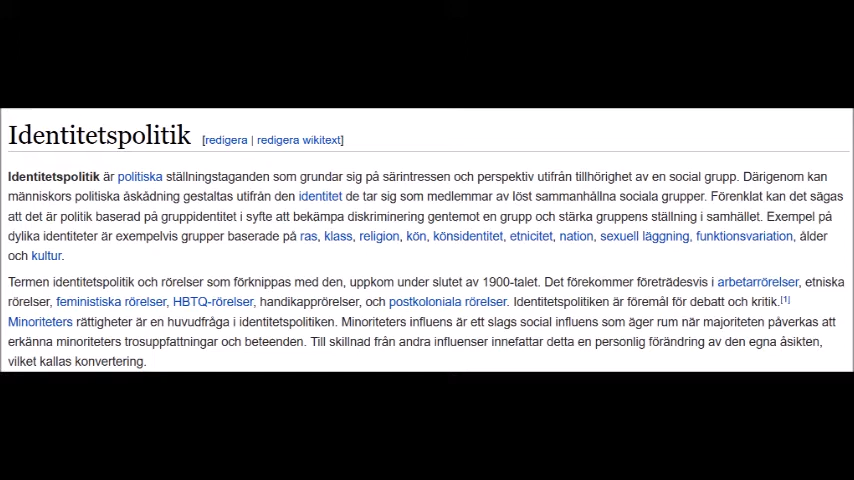 Identitetspolitik [redigera | redigera wikitext]
Identitetspolitik är politiska ställningstaganden som grundar sig på särintressen och perspektiv utifrån tillhörighet av en social grupp. Därigenom kan
människors politiska åskådning gestaltas utifrån den identitet de tar sig som medlemmar av löst sammanhållna sociala grupper. Förenklat kan det sägas
att det är politik baserad på gruppidentitet i syfte att bekämpa diskriminering gentemot en grupp och stärka gruppens ställning i samhället. Exempel på
dylika identiteter är exempelvis grupper baserade på ras, klass, religion, kön, könsidentitet, etnicitet, nation, sexuell läggning, funktionsvariation, ålder
och kultur.
Termen identitetspolitik och rörelser som förknippas med den, uppkom under slutet av 1900-talet. Det förekommer företrädesvis i arbetarrörelser, etniska
rörelser, feministiska rörelser, HBTQ-rörelser, handikapprörelser, och postkoloniala rörelser. Identitetspolitiken är föremål för debatt och kritik.[1]
Minoriteters rättigheter är en huvudfråga i identitetspolitiken. Minoriteters influens är ett slags social influens som äger rum när majoriteten påverkas att
erkänna minoriteters trosuppfattningar och beteenden. Till skillnad från andra influenser innefattar detta en personlig förändring av den egna åsikten,
vilket kallas konvertering.